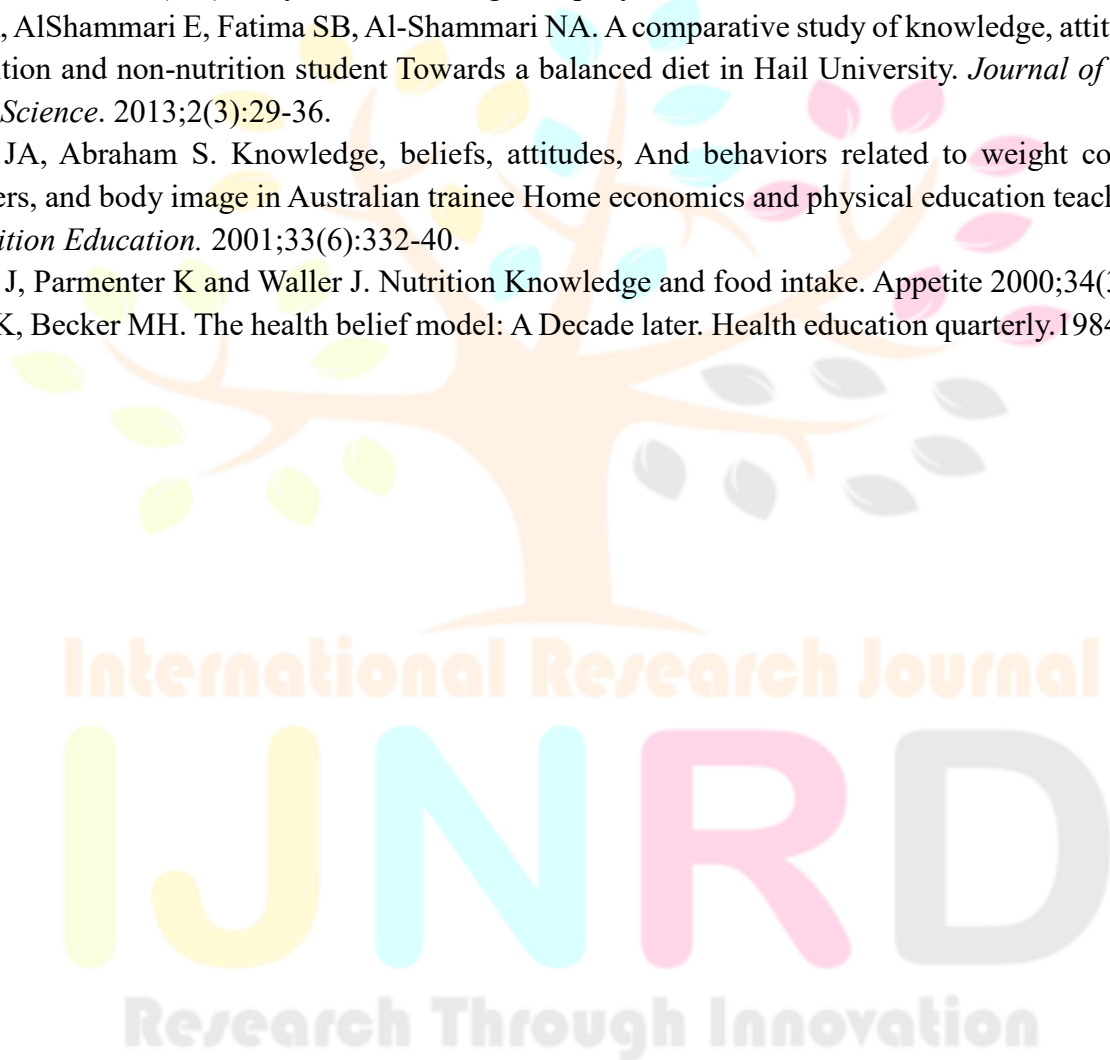 , AlShammari E, Fatima SB, Al-Shammari NA. A comparative study of knowledge, attit
ition and non-nutrition student Towards a balanced diet in Hail University. Journal of
Science. 2013;2(3):29-36.
JA, Abraham S. Knowledge, beliefs, attitudes, And behaviors related to weight co
ers, and body image in Australian trainee Home economics and physical education teach
ition Education. 2001;33(6):332-40.
J, Parmenter K and Waller J. Nutrition Knowledge and food intake. Appetite 2000;34(
K, Becker MH. The health belief model: A Decade later. Health education quarterly.1984
International Research Journal
IJNRD
Research Through Innovation